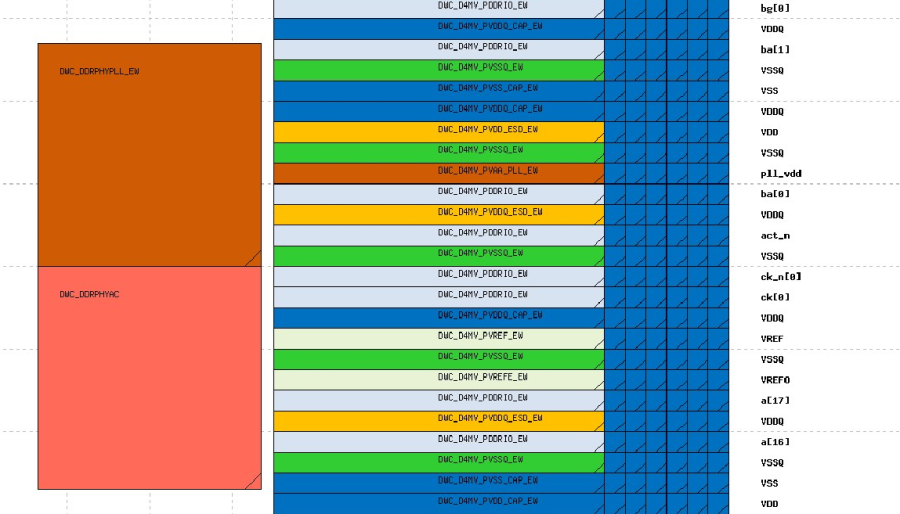 DWC_D4MV_PDDRIO_EW bg[0]
DWC_D4MV_PVDDQ_CAP_EW VDDQ
DWC_D4MV_PDDRIO_EW ba[1]
DWC_DDRPHYPLL_EW DWC_D4MV_PVSSQ_EW VSSQ
DWC_D4MV_PVSS_CAP_EW VSS
DWC_D4MV_PVDDQ_CAP_EW VDDQ
DWC_D4MV_PVDD_ESD_EW VDD
DWC_D4MV_PVSSQ_EW VSSQ
DWC_D4MV_PVAA_PLL_EW pll_vdd
DWC_D4MV_PDDRIO_EW ba[0]
DWC_D4MV_PVDDQ_ESD_EW VDDQ
DWC_D4MV_PDDRIO_EW act_n
DWC_D4MV_PVSSQ_EW VSSQ
DWC_D4MV_PDDRIO_EW ck_n[0]
DWC_DDRPHYAC DWC_D4MV_PDDRIO_EW ck[0]
DWC_D4MV_PVDDQ_CAP_EW VDDQ
DWC_D4MV_PVREF_EW VREF
DWC_D4MV_PVSSQ_EW VSSQ
DWC_D4MV_PVREFE_EW VREFO
DWC_D4MV_PDDRIO_EW a[17]
DWC_D4MV_PVDDQ_ESD_EW VDDQ
DWC_D4MV_PDDRIO_EW a[16]
DWC_D4MV_PVSSQ_EW VSSQ
DWC_D4MV_PVSS_CAP_EW VSS
DWC_D4MV_PVDD_CAP_EW VDD